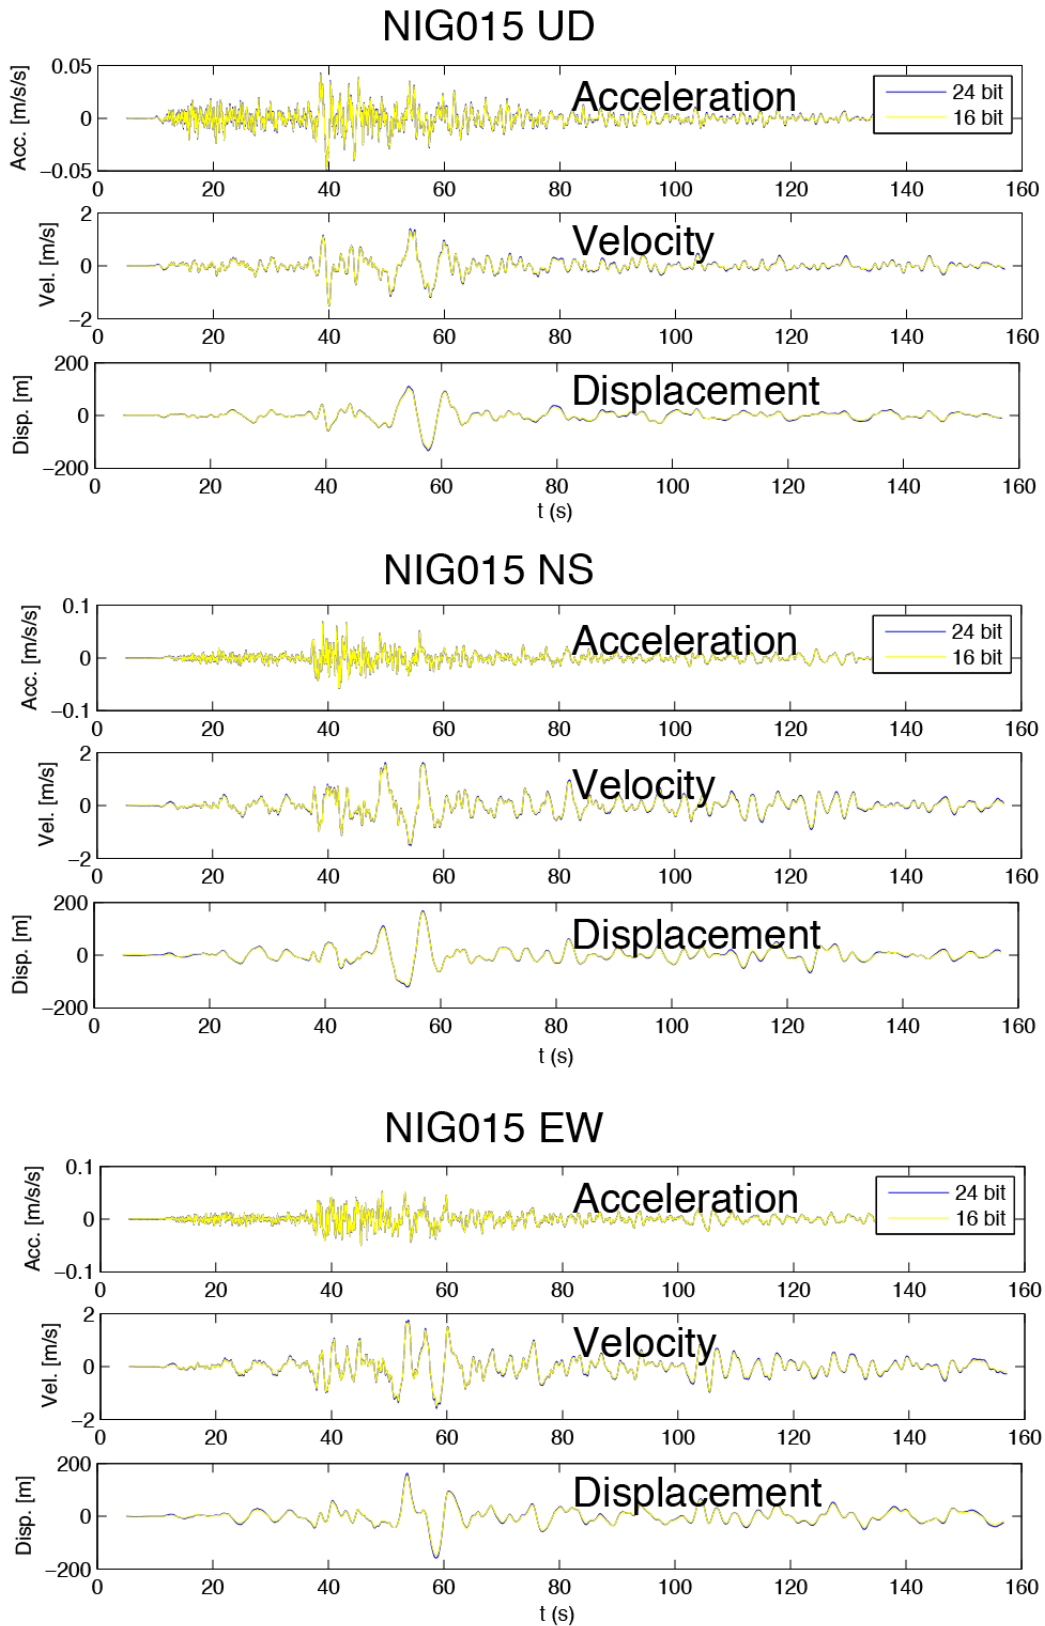 NIG015 UD
Acc. [m/s/s]
0.05
0
−0.05
Acceleration
24 bit
16 bit
0 20 40 60 80 100 120 140 160
Vel. [m/s]
2
0
−2
Velocity
0 20 40 60 80 100 120 140 160
Disp. [m]
200
0
−200
Displacement
0 20 40 60 80 100 120 140 160
t (s)
NIG015 NS
Acc. [m/s/s]
0.1
0
−0.1
Acceleration
24 bit
16 bit
0 20 40 60 80 100 120 140 160
Vel. [m/s]
2
0
−2
Velocity
0 20 40 60 80 100 120 140 160
Disp. [m]
200
0
−200
Displacement
0 20 40 60 80 100 120 140 160
t (s)
NIG015 EW
Acc. [m/s/s]
0.1
0
−0.1
Acceleration
24 bit
16 bit
0 20 40 60 80 100 120 140 160
Vel. [m/s]
2
0
−2
Velocity
0 20 40 60 80 100 120 140 160
Disp. [m]
200
0
−200
Displacement
0 20 40 60 80 100 120 140 160
t (s)